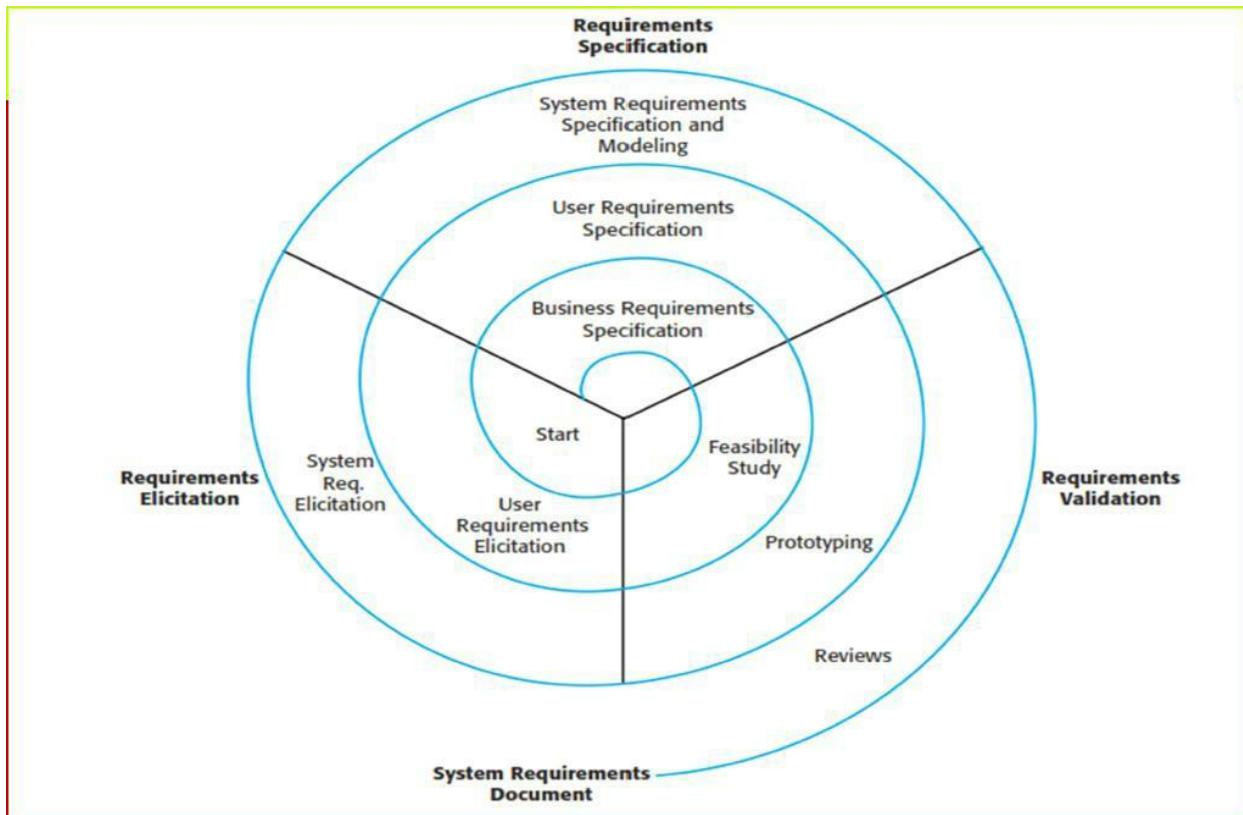 Requirements
Specification
System Requirements
Specification and
Modeling
User Requirements
Specification
Business Requirements
Specification
Start
Feasibility
Study
System
Req.
Elicitation
Requirements
Elicitation
User
Requirements
Elicitation
Requirements
Validation
Prototyping
Reviews
System Requirements
Document